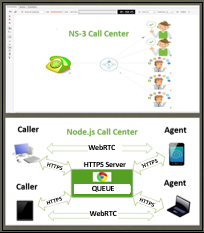 NS-3 Call Center
Node.js Call Center
Caller
Agent
WebRTC
HTTPS
HTTPS
HTTPS Server
QUEUE
Caller
Agent
HTTPS
HTTPS
WebRTC